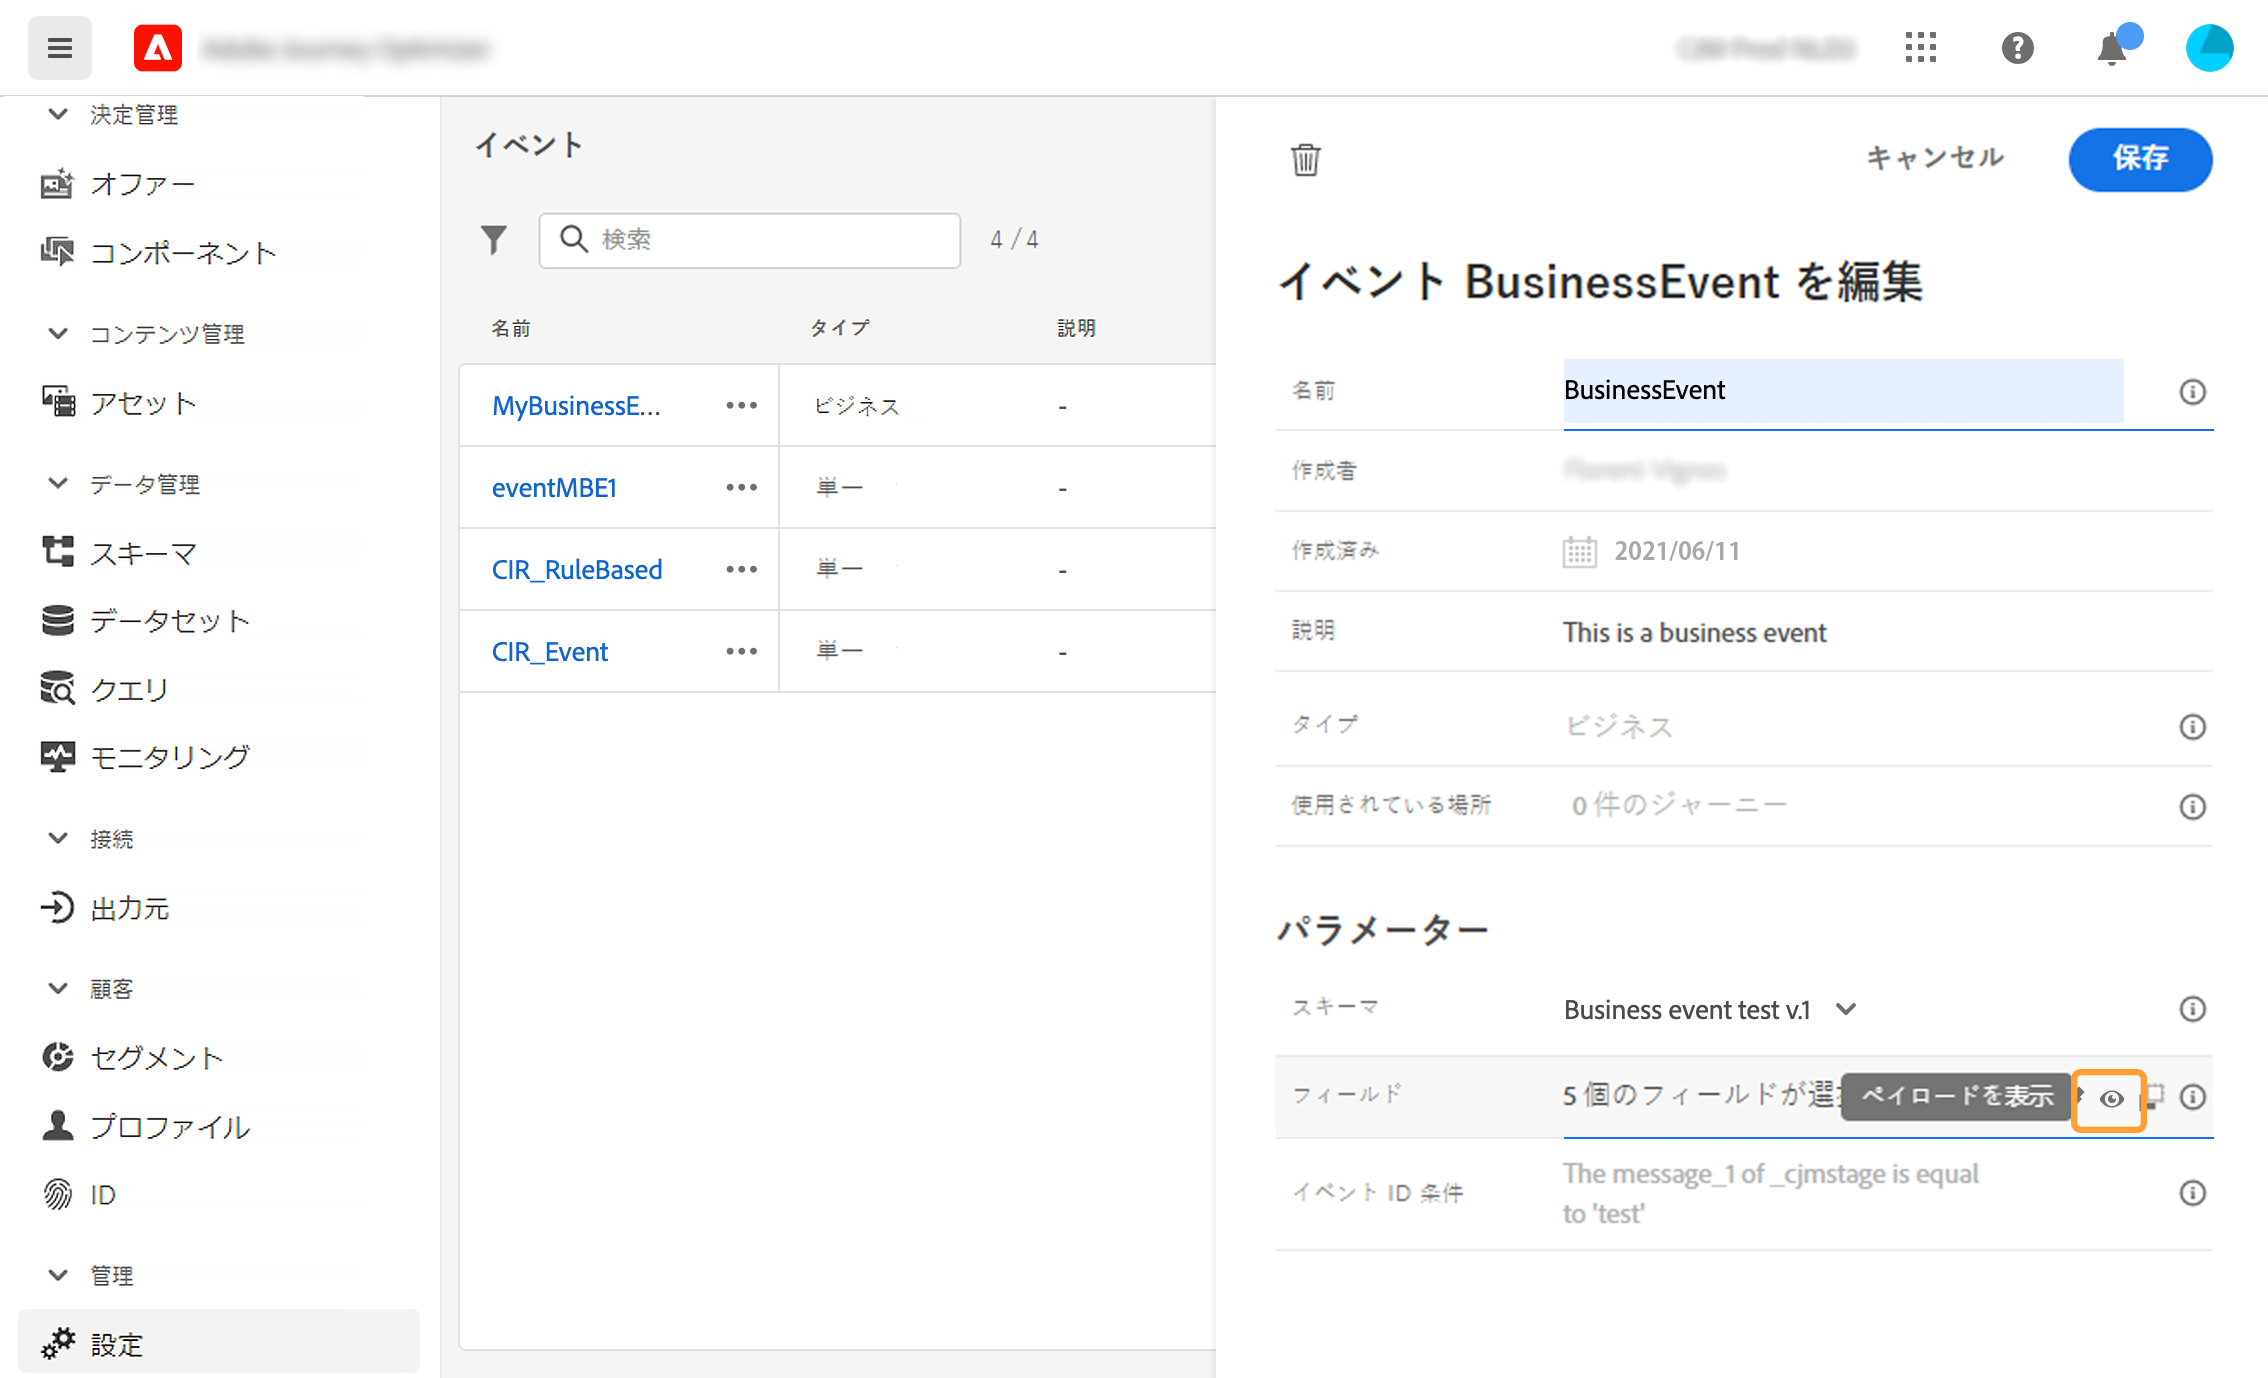 決定管理
オファー
コンポーネント
コンテンツ管理
アセット
データ管理
スキーマ
データセット
クエリ
モニタリング
接続
出力元
顧客
セグメント
プロファイル
ID
管理
設定
イベント
検索
4 / 4
名前 タイプ 説明
MyBusinessE... ビジネス -
eventMBE1 単一 -
CIR_RuleBased 単一 -
CIR_Event 単一 -
キャンセル
保存
イベント BusinessEvent を編集
名前 BusinessEvent
作成者
作成済み 2021/06/11
説明 This is a business event
タイプ ビジネス
使用されている場所 0 件のジャーニー
パラメーター
スキーマ Business event test v.1
フィールド 5 個のフィールドが選 ペイロードを表示
イベント ID 条件 The message_1 of _cjmstage is equal
to 'test'